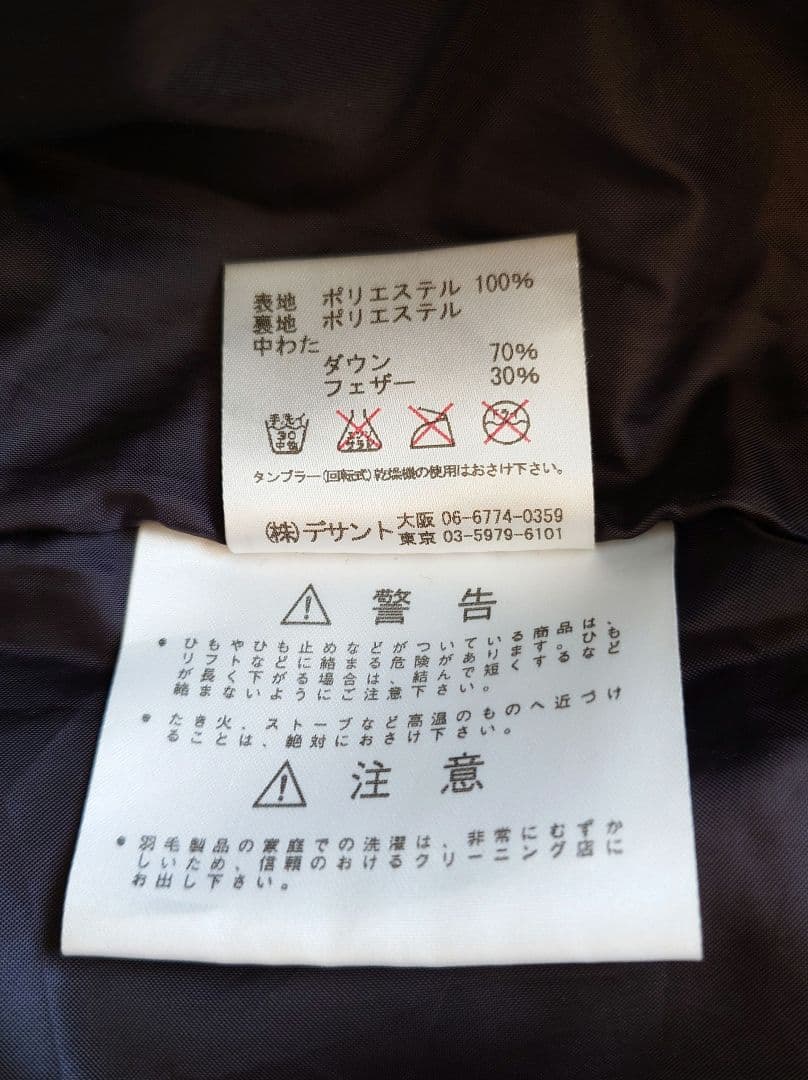 表地 ポリエステル 100%
裏地 ポリエステル
中わた
ダウン 70%
フェザー 30%
手洗イ 30 中性
エンソサラシ
ドライ
タンブラー(回転式)乾燥機の使用はおさけ下さい。
(株)デサント 大阪 06-6774-0359
東京 03-5979-6101
警告
• ひもやひも止めなどがついている商品は、
リフトなどに絡まる危険があります。ひも
が長く下がる場合は、結んで短くするなど
絡まないようにご注意下さい。
• たき火、ストーブなど高温のものへ近づけ
ることは、絶対におさけ下さい。
注意
• 羽毛製品の家庭での洗濯は、非常にむずか
しいため、信頼のおけるクリーニング店に
お出し下さい。